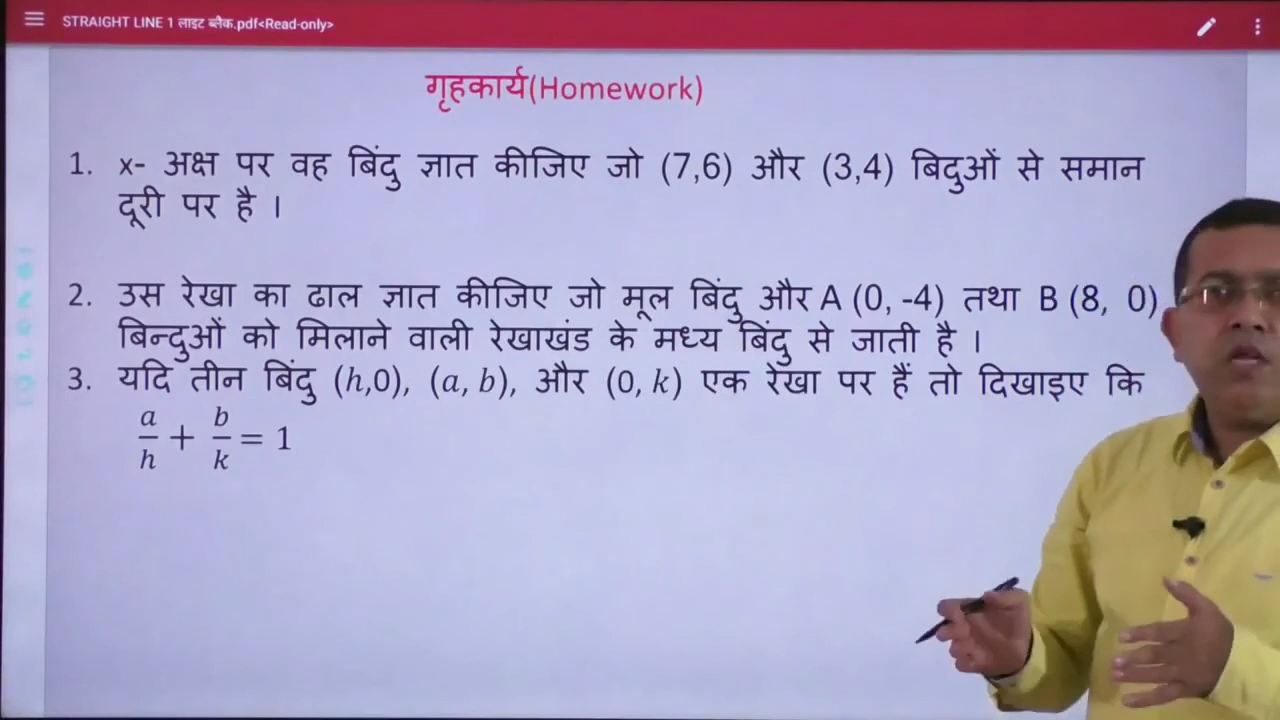 STRAIGHT LINE 1 लाइट ब्लैक.pdf<Read-only>
गृहकार्य(Homework)
1. x- अक्ष पर वह बिंदु ज्ञात कीजिए जो (7,6) और (3,4) बिदुओं से समान
दूरी पर है ।
2. उस रेखा का ढाल ज्ञात कीजिए जो मूल बिंदु और A (0, -4) तथा B (8, 0)
बिन्दुओं को मिलाने वाली रेखाखंड के मध्य बिंदु से जाती है ।
3. यदि तीन बिंदु (h,0), (a, b), और (0, k) एक रेखा पर हैं तो दिखाइए कि
a/h + b/k = 1